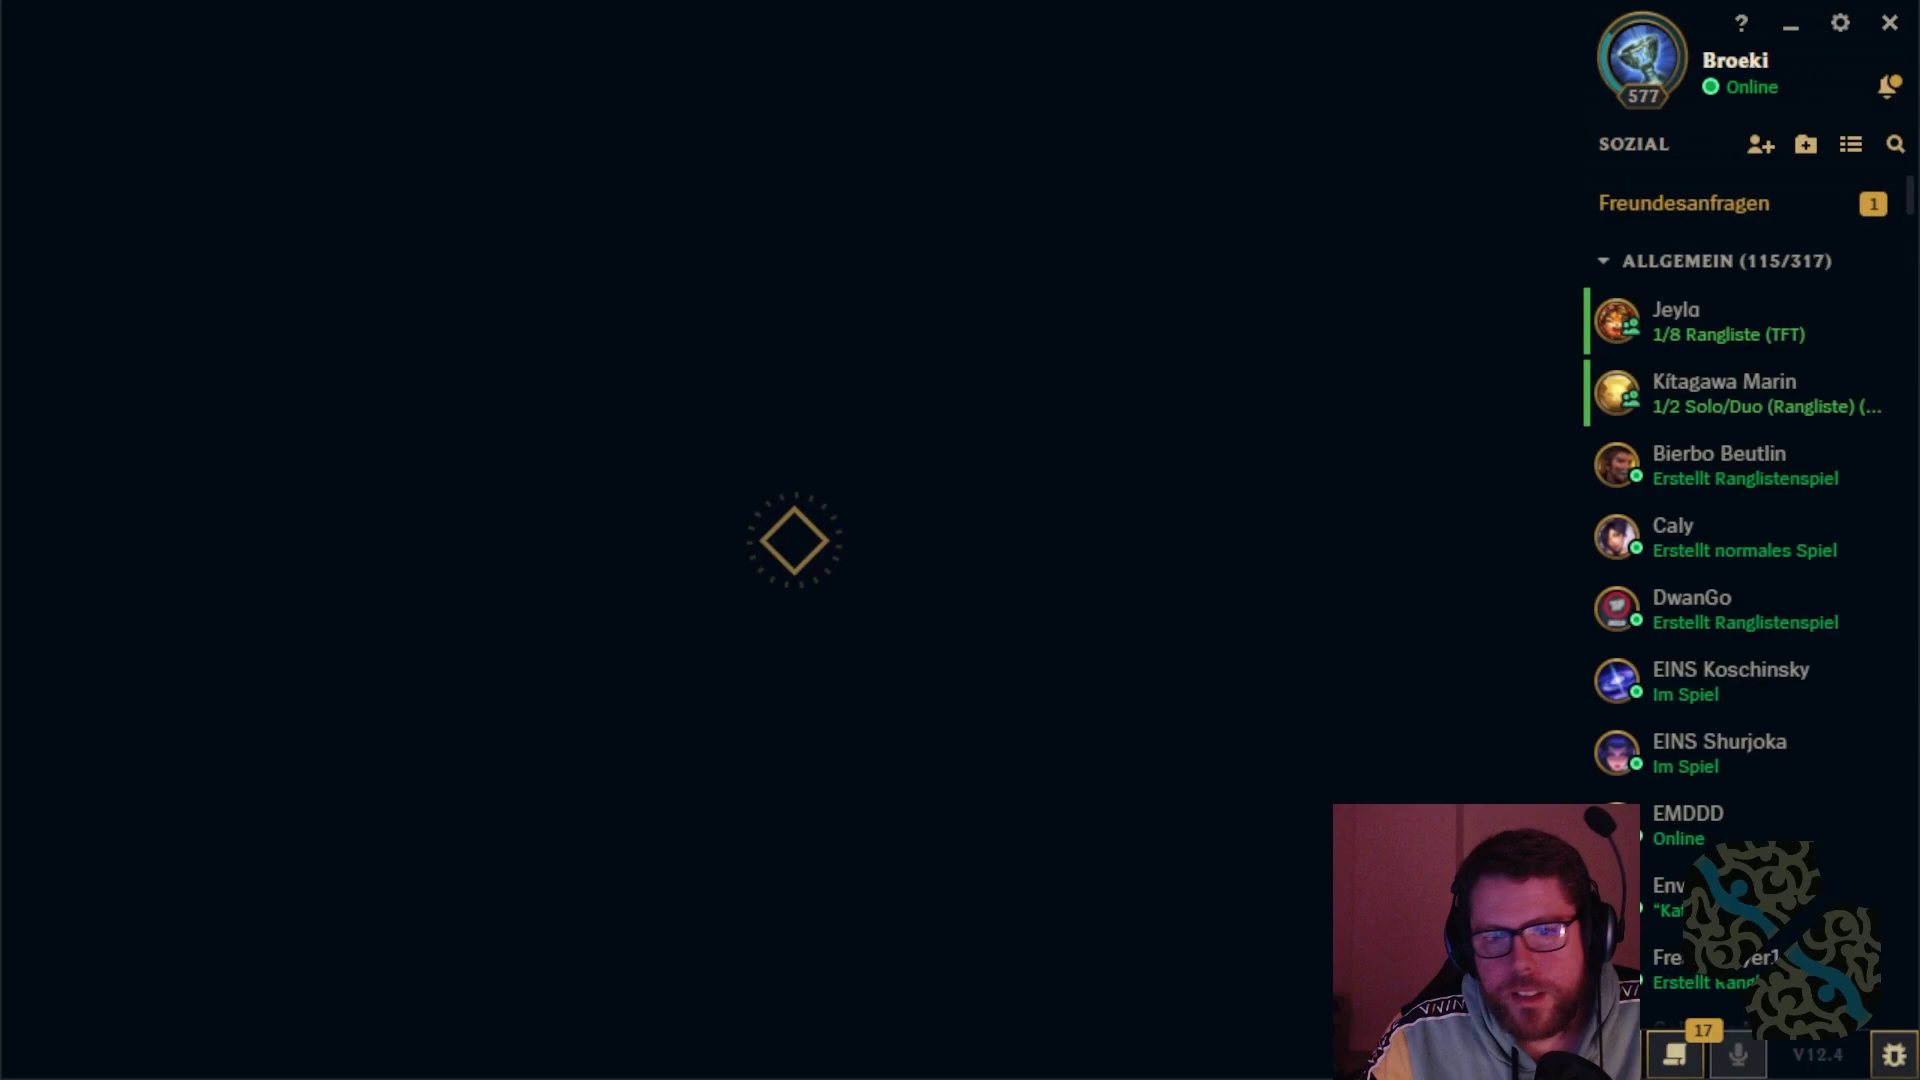 ?
Broeki
577
Online
SOZIAL
Freundesanfragen
1
ALLGEMEIN (115/317)
Jeyla
1/8 Rangliste (TFT)
Kítagawa Marin
1/2 Solo/Duo (Rangliste) (...
Bierbo Beutlin
Erstellt Ranglistenspiel
Caly
Erstellt normales Spiel
DwanGo
Erstellt Ranglistenspiel
EINS Koschinsky
Im Spiel
EINS Shurjoka
Im Spiel
EMDDD
Online
Erstellt
17
V12.4